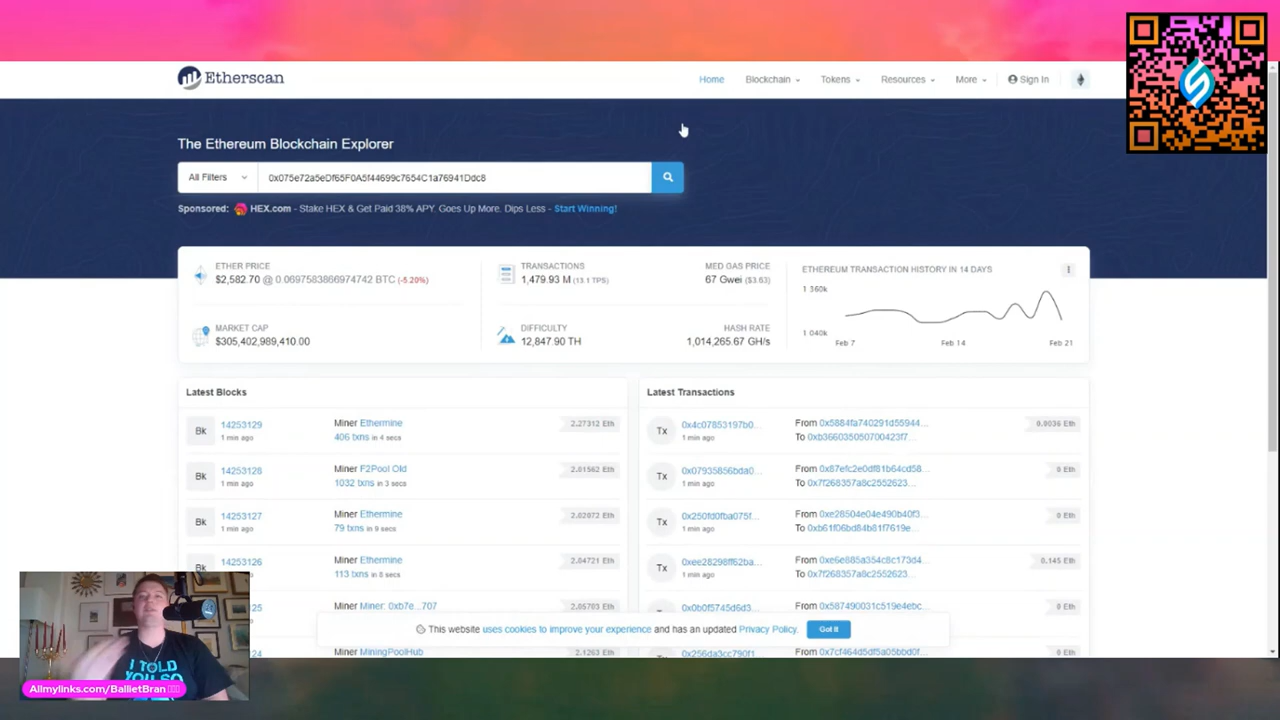 Etherscan
Home Blockchain Tokens Resources More Sign In
The Ethereum Blockchain Explorer
All Filters 0x075e72a5eDf65F0A5f44699c7654C1a76941Ddc8
Sponsored: HEX.com - Stake HEX & Get Paid 38% APY. Goes Up More. Dips Less - Start Winning!
ETHER PRICE
$2,582.70 @ 0.0697583866974742 BTC (-5.20%)
TRANSACTIONS
1,479.93 M (13.1 TPS)
MED GAS PRICE
67 Gwei ($3.63)
MARKET CAP
$305,402,989,410.00
DIFFICULTY
12,847.90 TH
HASH RATE
1,014,265.67 GH/s
ETHEREUM TRANSACTION HISTORY IN 14 DAYS
1 360k
1 040k
Feb 7 Feb 14 Feb 21
Latest Blocks
Bk 14253129 Miner Ethermine 2.27312 Eth
1 min ago 406 txns in 4 secs
Bk 14253128 Miner F2Pool Old 2.01562 Eth
1 min ago 1032 txns in 3 secs
Bk 14253127 Miner Ethermine 2.02072 Eth
1 min ago 79 txns in 9 secs
Bk 14253126 Miner Ethermine 2.04721 Eth
1 min ago 113 txns in 8 secs
25 Miner Miner: 0xb7e...707 2.05703 Eth
24 Miner MiningPoolHub 2.1263 Eth
Latest Transactions
Tx 0x4c07853197b0... From 0x5884fa740291d55944... 0.0036 Eth
1 min ago To 0xb36603505700423f7...
Tx 0x07935856bda0... From 0x87efc2e0df81b64cd58... 0 Eth
1 min ago To 0x7f268357a8c2552623...
Tx 0x250fd0fba075f... From 0xe28504e04e490b40f3... 0 Eth
1 min ago To 0xb61f06bd84b81f7619e...
Tx 0xee28298ff62ba... From 0xe6e885a354c8c173d4... 0.145 Eth
1 min ago To 0x7f268357a8c2552623...
0x0b0f5745d6d3... From 0x587490031c519e4ebc... 0 Eth
0x256da3cc790f1... From 0x7cf464d5df5a05bbd0f... 0 Eth
This website uses cookies to improve your experience and has an updated Privacy Policy. Got It
I TOLD
YOU SO
Allmylinks.com/BallietBran